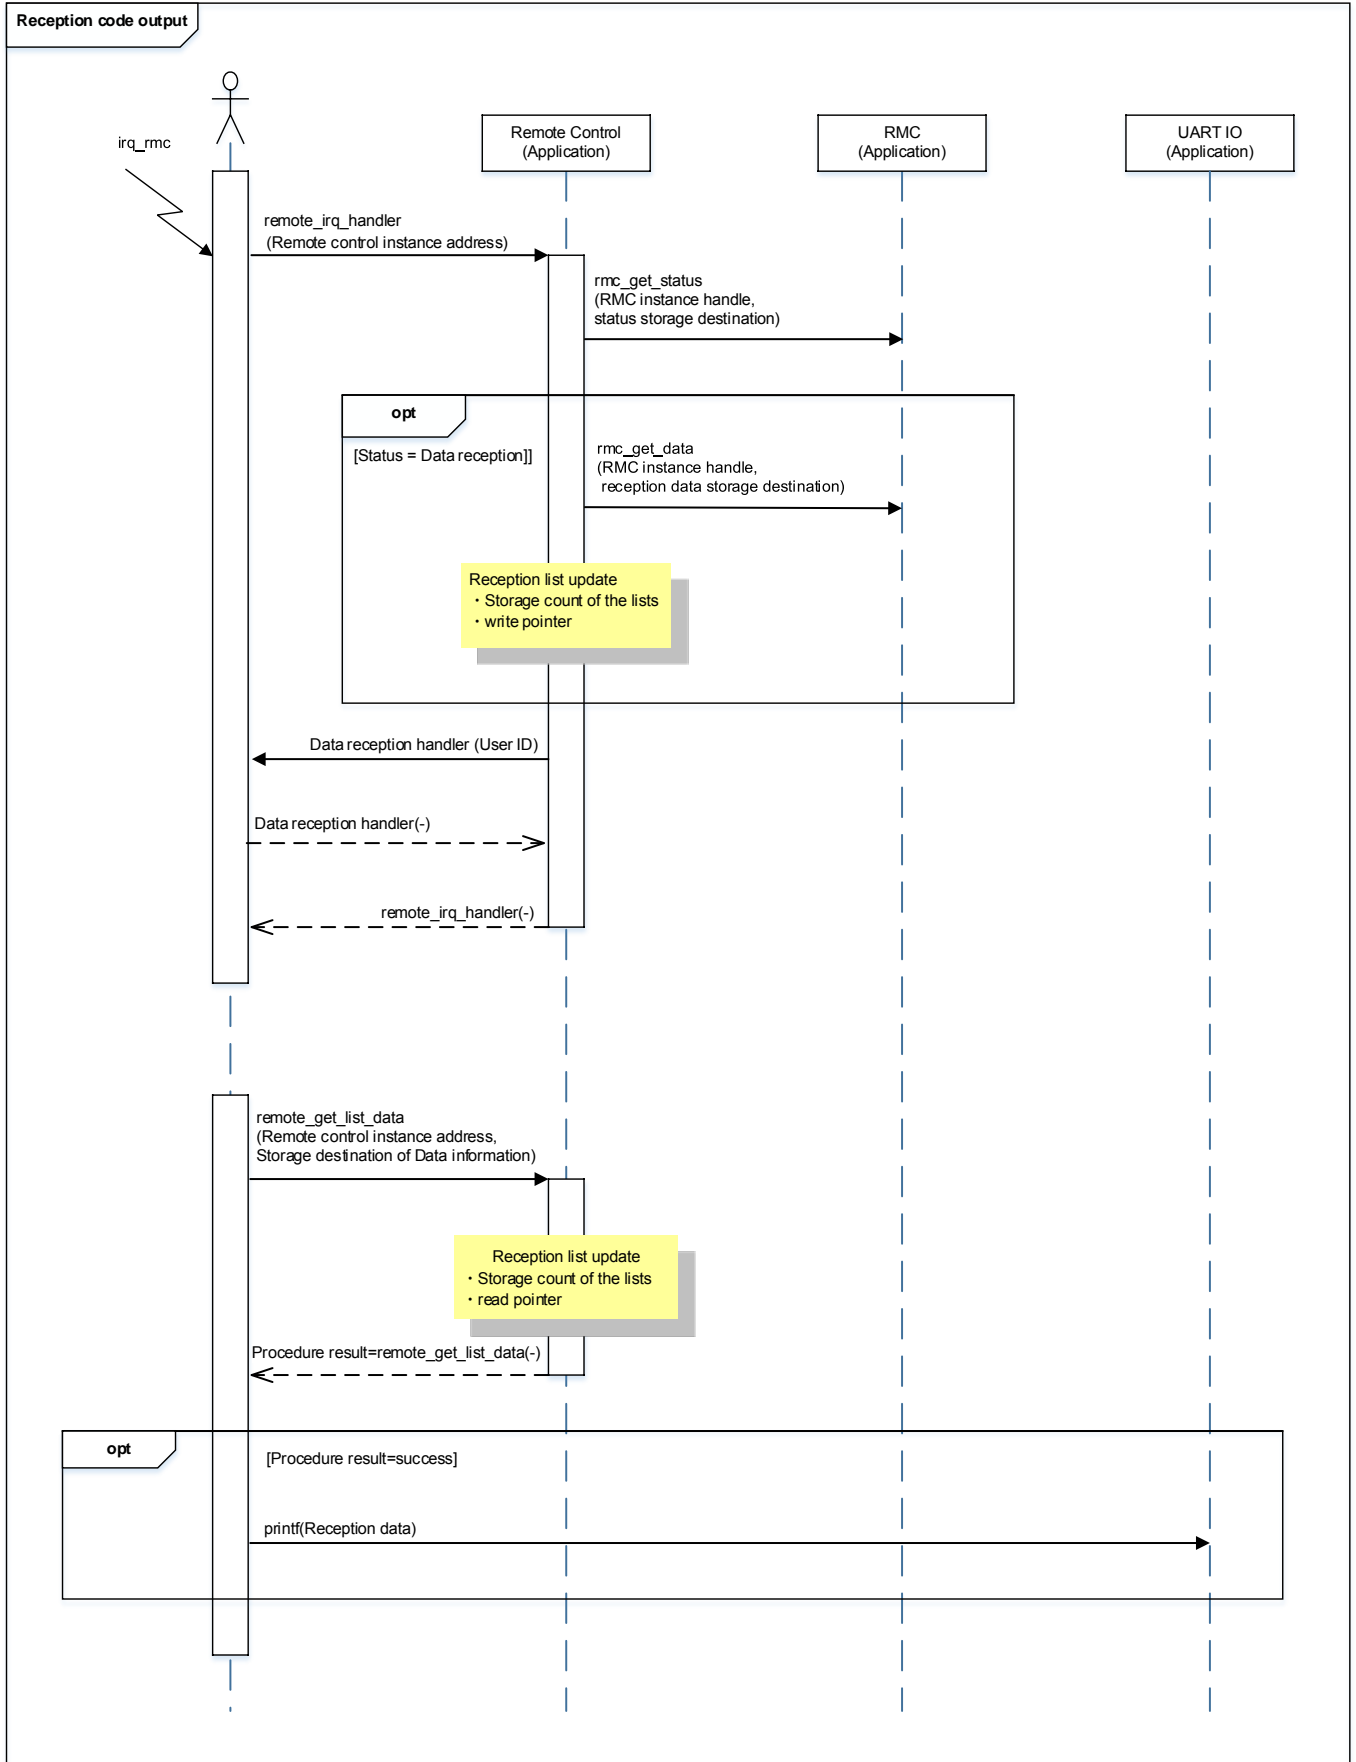 Reception code output
irq_rmc
Remote Control
(Application)
RMC
(Application)
UART IO
(Application)
remote_irq_handler
(Remote control instance address)
rmc_get_status
(RMC instance handle,
status storage destination)
opt
[Status = Data reception]]
rmc_get_data
(RMC instance handle,
reception data storage destination)
Reception list update
・Storage count of the lists
・write pointer
Data reception handler (User ID)
Data reception handler(-)
remote_irq_handler(-)
remote_get_list_data
(Remote control instance address,
Storage destination of Data information)
Reception list update
・Storage count of the lists
・read pointer
Procedure result=remote_get_list_data(-)
opt
[Procedure result=success]
printf(Reception data)